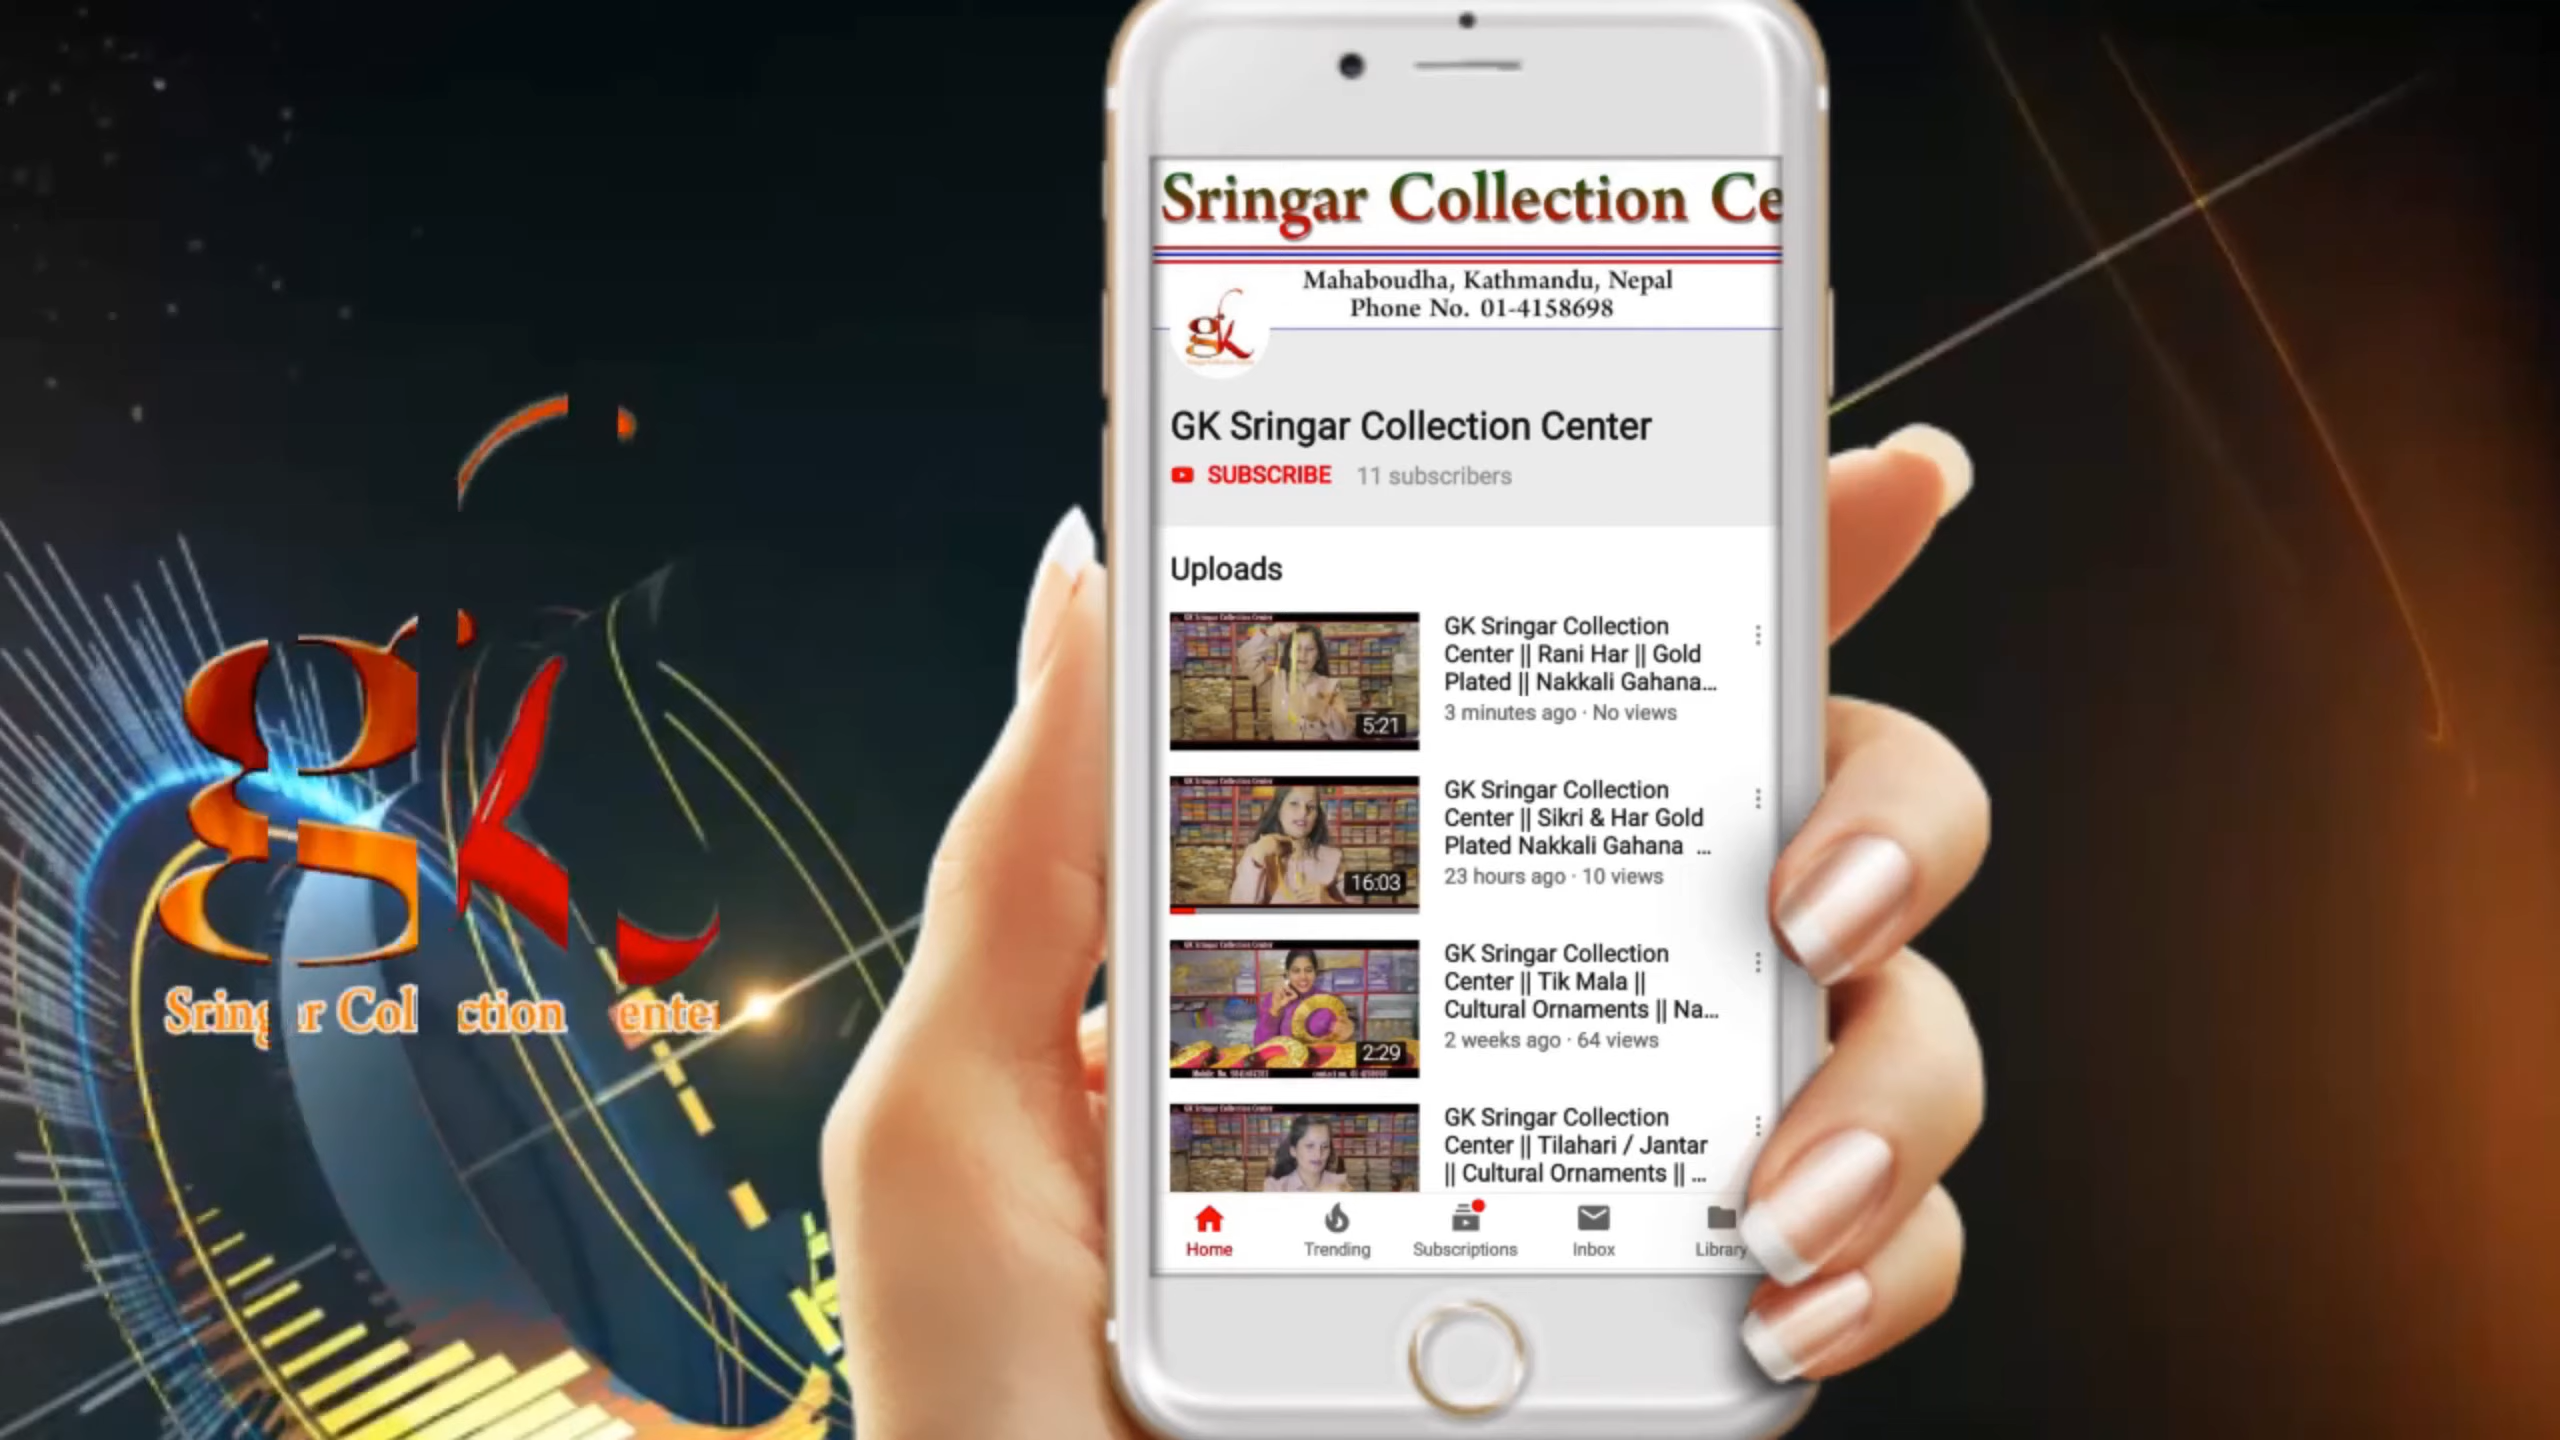 gk
Sring r Col ction enter
Sringar Collection Ce
Mahaboudha, Kathmandu, Nepal
Phone No. 01-4158698
gk
GK Sringar Collection Center
SUBSCRIBE 11 subscribers
Uploads
GK Sringar Collection
Center || Rani Har || Gold
Plated || Nakkali Gahana...
3 minutes ago · No views
5:21
GK Sringar Collection
Center || Sikri & Har Gold
Plated Nakkali Gahana ...
23 hours ago · 10 views
16:03
GK Sringar Collection
Center || Tik Mala ||
Cultural Ornaments || Na...
2 weeks ago · 64 views
2:29
GK Sringar Collection
Center || Tilahari / Jantar
|| Cultural Ornaments || ...
Home Trending Subscriptions Inbox Library